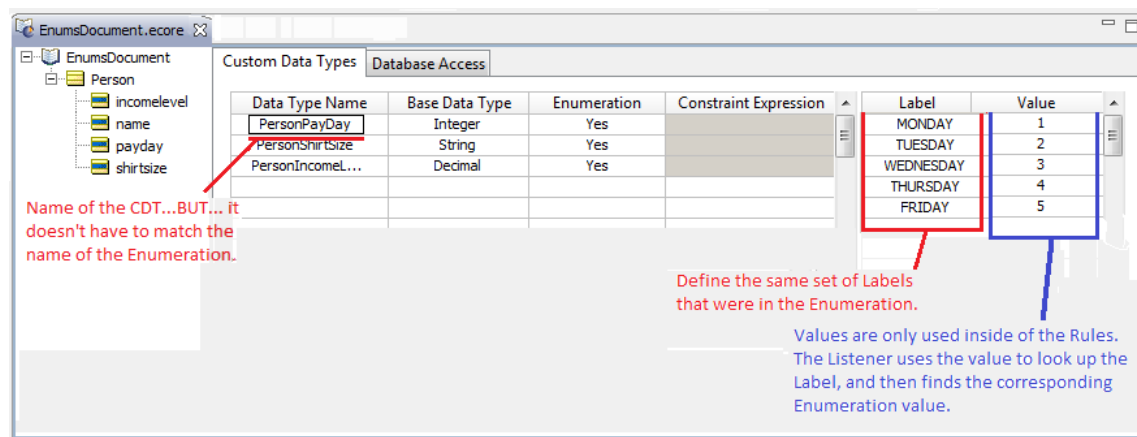 EnumsDocument.ecore
EnumsDocument
Person
incomelevel
name
payday
shirtsize
Custom Data Types Database Access
Data Type Name Base Data Type Enumeration Constraint Expression Label Value
PersonPayDay Integer Yes MONDAY 1
PersonShirtSize String Yes TUESDAY 2
PersonIncomeL... Decimal Yes WEDNESDAY 3
THURSDAY 4
FRIDAY 5
Name of the CDT...BUT... it
doesn't have to match the
name of the Enumeration.
Define the same set of Labels
that were in the Enumeration.
Values are only used inside of the Rules.
The Listener uses the value to look up the
Label, and then finds the corresponding
Enumeration value.